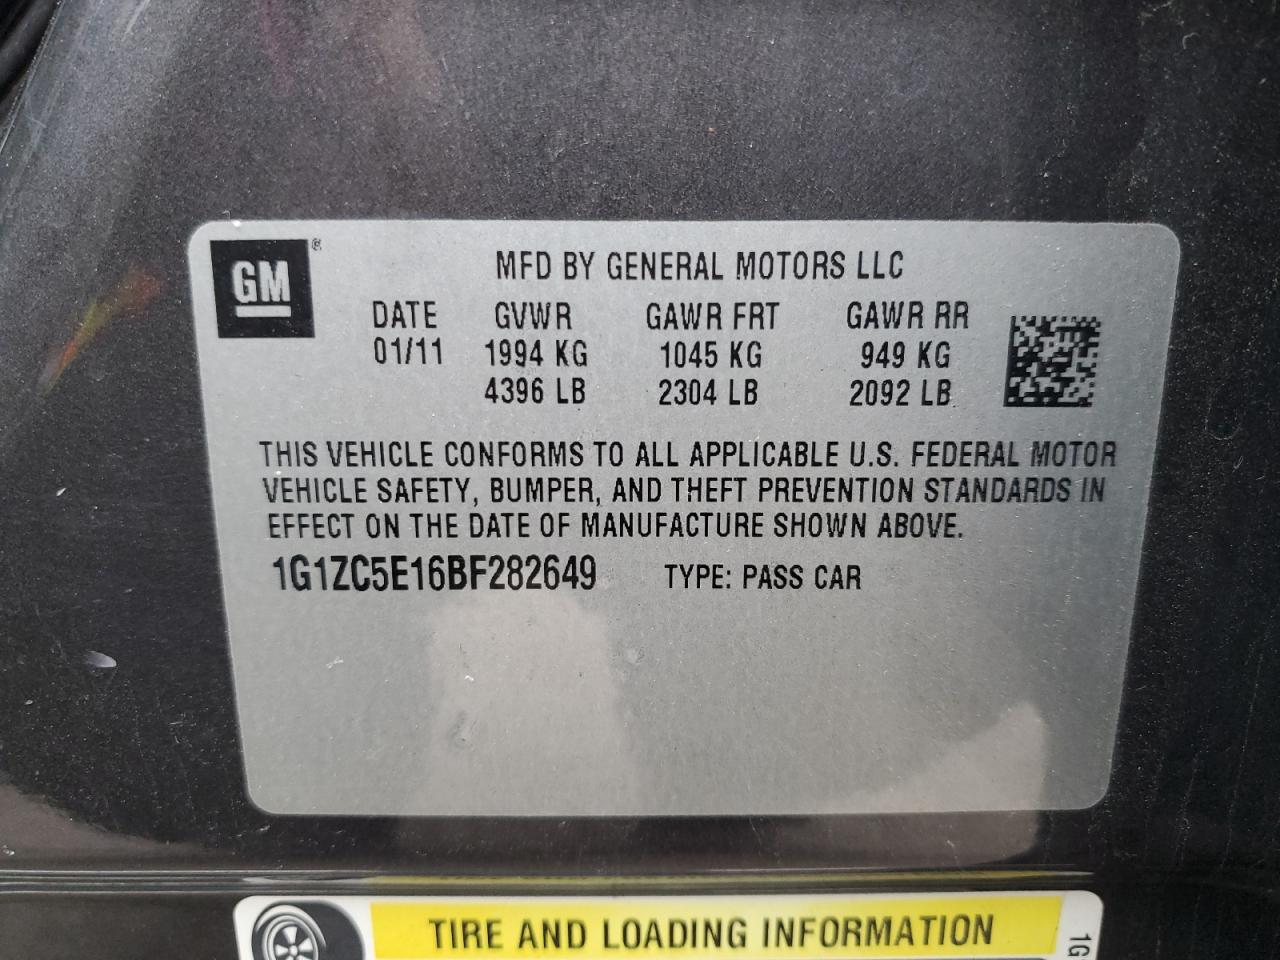 GM®
MFD BY GENERAL MOTORS LLC
DATE GVWR GAWR FRT GAWR RR
01/11 1994 KG 1045 KG 949 KG
4396 LB 2304 LB 2092 LB
THIS VEHICLE CONFORMS TO ALL APPLICABLE U.S. FEDERAL MOTOR
VEHICLE SAFETY, BUMPER, AND THEFT PREVENTION STANDARDS IN
EFFECT ON THE DATE OF MANUFACTURE SHOWN ABOVE.
1G1ZC5E16BF282649 TYPE: PASS CAR
TIRE AND LOADING INFORMATION
1G